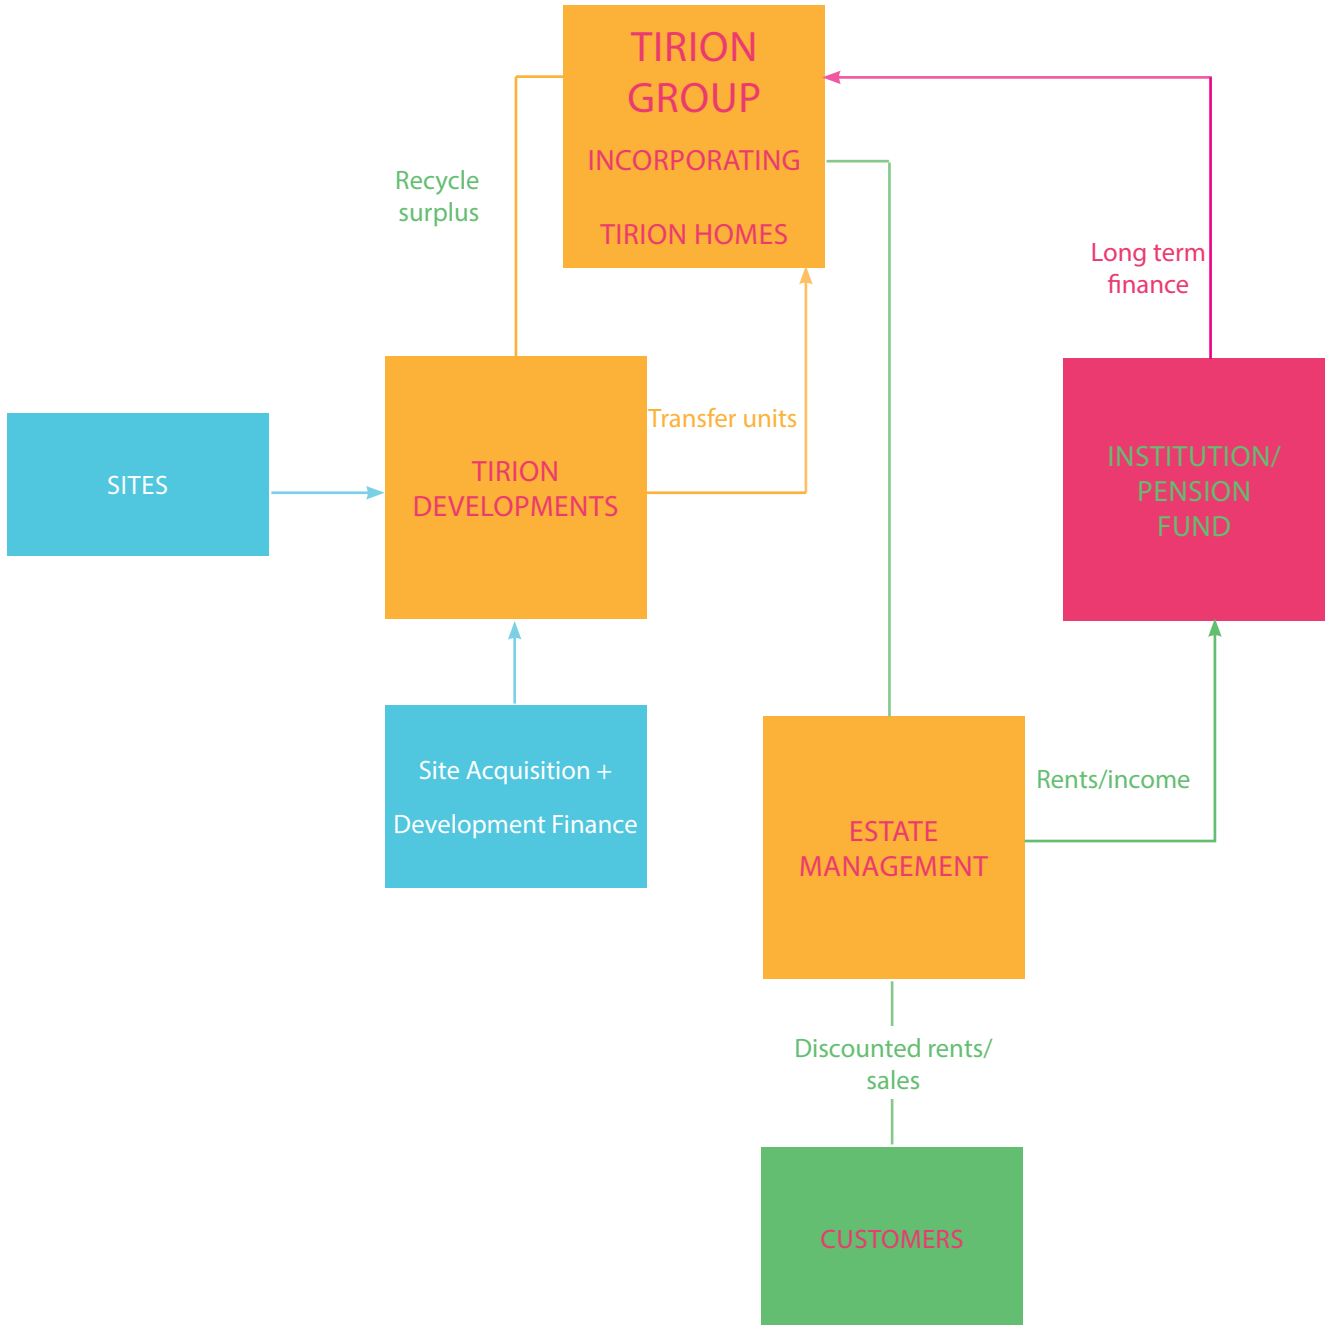 TIRION
GROUP
INCORPORATING
TIRION HOMES
Recycle
surplus
Long term
finance
Transfer units
SITES
TIRION
DEVELOPMENTS
INSTITUTION/
PENSION
FUND
Site Acquisition +
Development Finance
Rents/income
ESTATE
MANAGEMENT
Discounted rents/
sales
CUSTOMERS